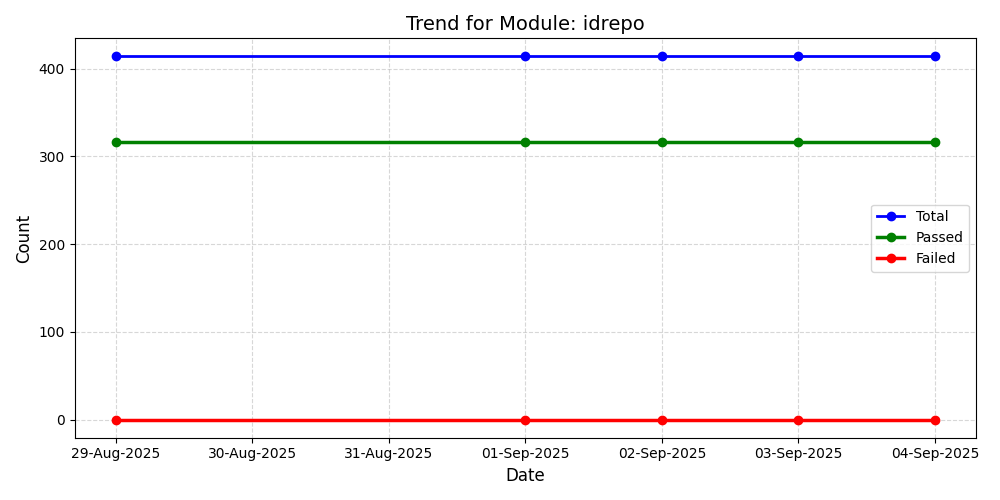 Trend for Module: idrepo
Count
400
300
200
100
0
Total
Passed
Failed
29-Aug-2025 30-Aug-2025 31-Aug-2025 01-Sep-2025 02-Sep-2025 03-Sep-2025 04-Sep-2025
Date